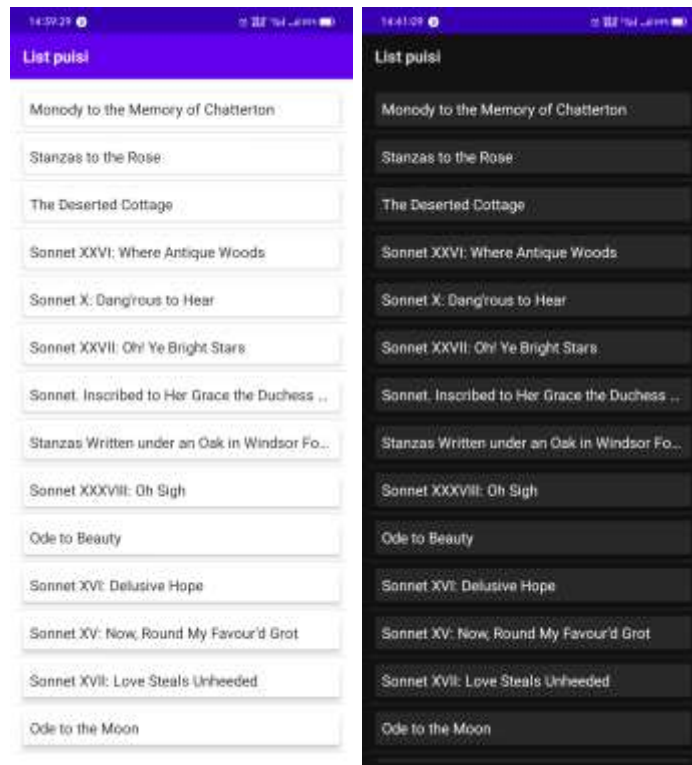 14:39:29
List puisi
Monody to the Memory of Chatterton
Stanzas to the Rose
The Deserted Cottage
Sonnet XXVI: Where Antique Woods
Sonnet X: Dang'rous to Hear
Sonnet XXVII: Oh! Ye Bright Stars
Sonnet. Inscribed to Her Grace the Duchess ...
Stanzas Written under an Oak in Windsor Fo...
Sonnet XXXVIII: Oh Sigh
Ode to Beauty
Sonnet XVI: Delusive Hope
Sonnet XV: Now, Round My Favour'd Grot
Sonnet XVII: Love Steals Unheeded
Ode to the Moon
14:41:09
List puisi
Monody to the Memory of Chatterton
Stanzas to the Rose
The Deserted Cottage
Sonnet XXVI: Where Antique Woods
Sonnet X: Dang'rous to Hear
Sonnet XXVII: Oh! Ye Bright Stars
Sonnet. Inscribed to Her Grace the Duchess ...
Stanzas Written under an Oak in Windsor Fo...
Sonnet XXXVIII: Oh Sigh
Ode to Beauty
Sonnet XVI: Delusive Hope
Sonnet XV: Now, Round My Favour'd Grot
Sonnet XVII: Love Steals Unheeded
Ode to the Moon